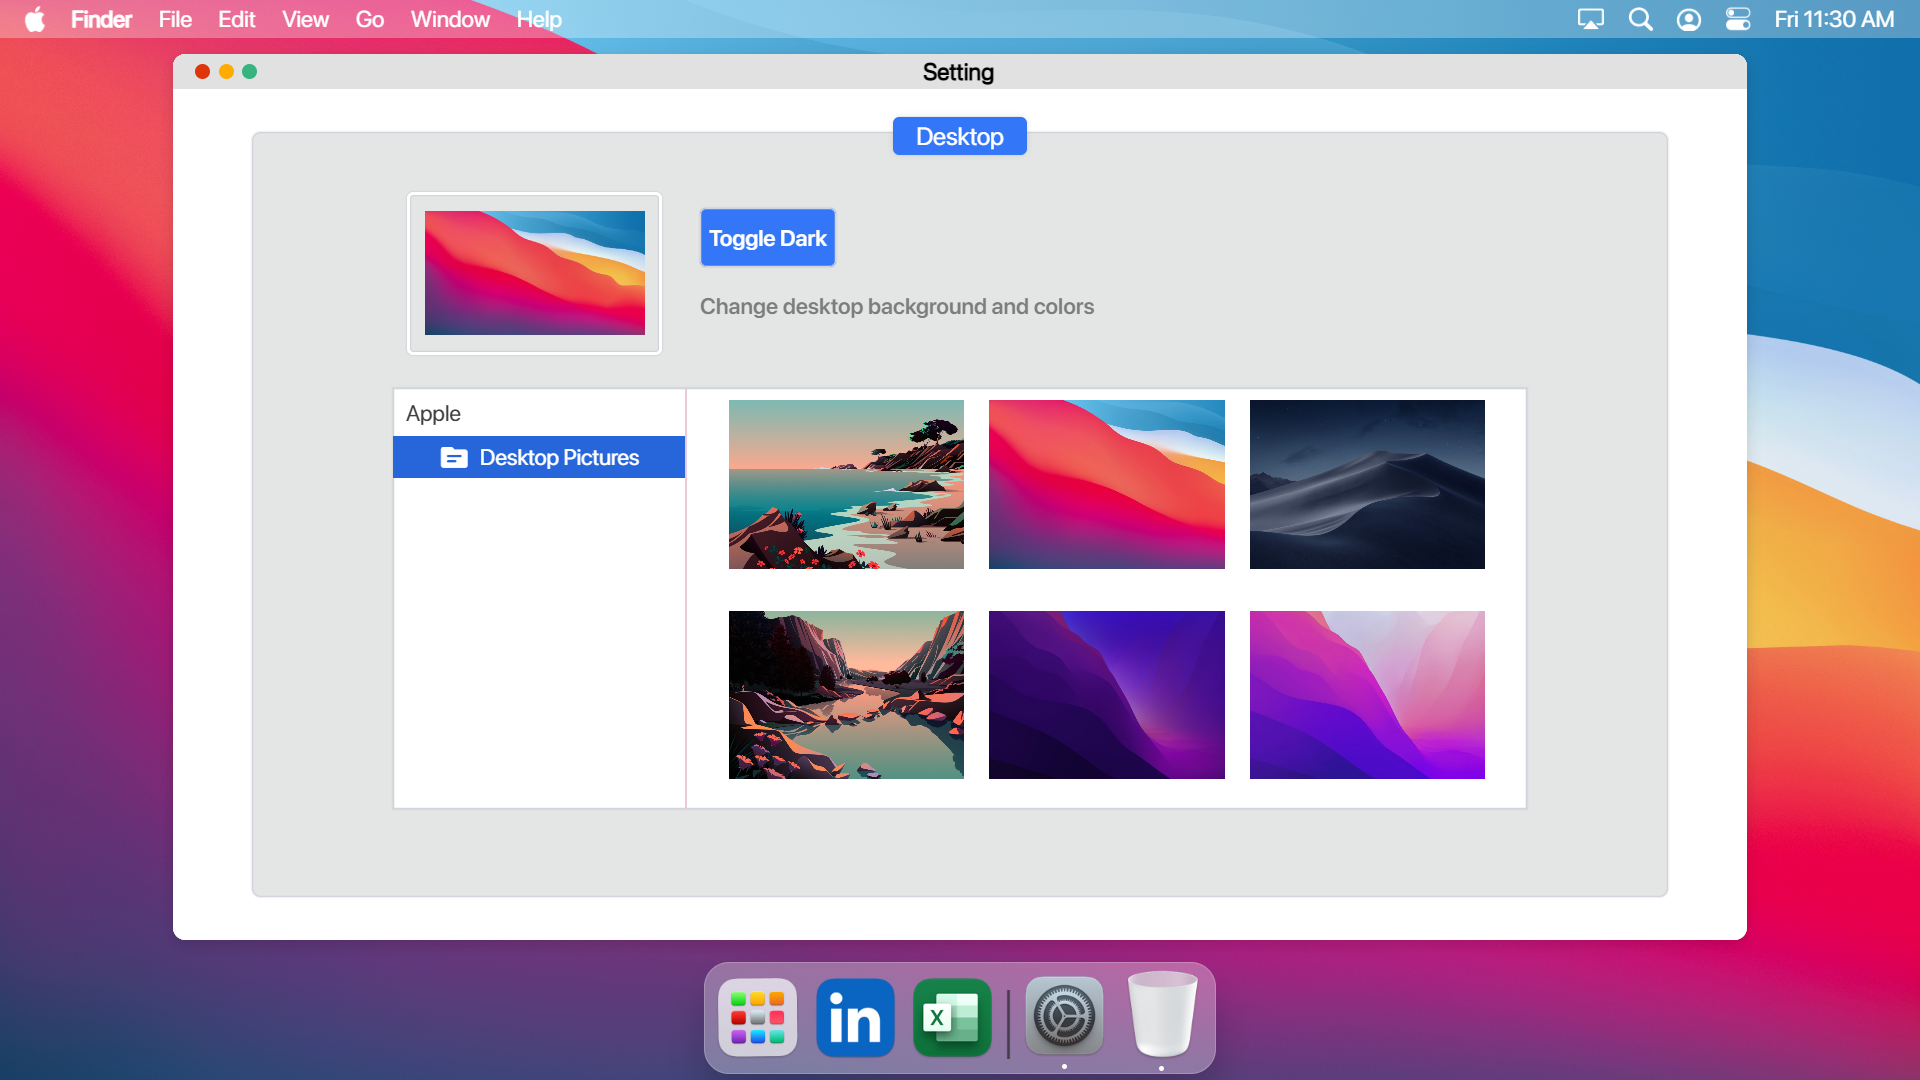 Finder File Edit View Go Window Help Fri 11:30 AM
Setting
Desktop
Toggle Dark
Change desktop background and colors
Apple
Desktop Pictures
in
X